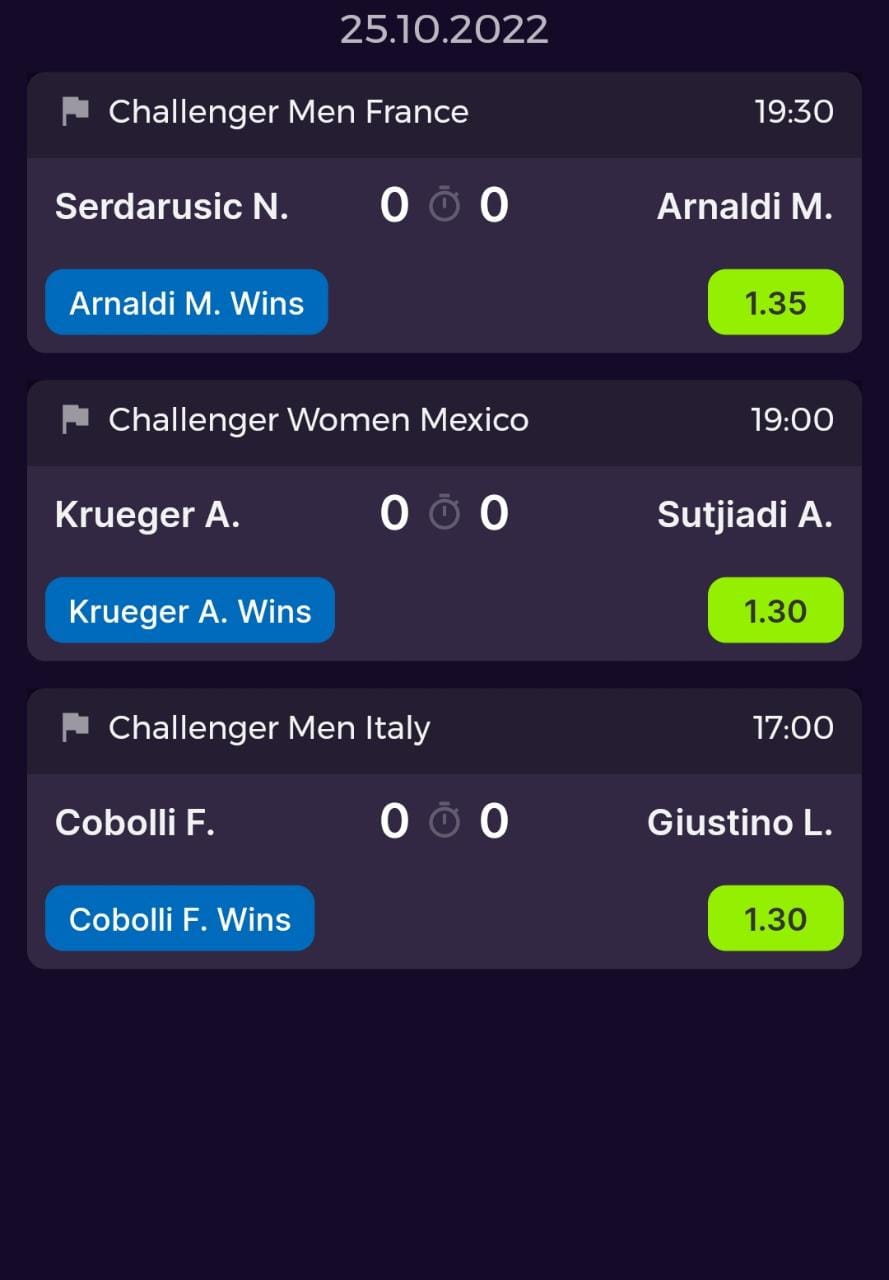 25.10.2022
Challenger Men France 19:30
Serdarusic N. 0 0 Arnaldi M.
Arnaldi M. Wins 1.35
Challenger Women Mexico 19:00
Krueger A. 0 0 Sutjiadi A.
Krueger A. Wins 1.30
Challenger Men Italy 17:00
Cobolli F. 0 0 Giustino L.
Cobolli F. Wins 1.30